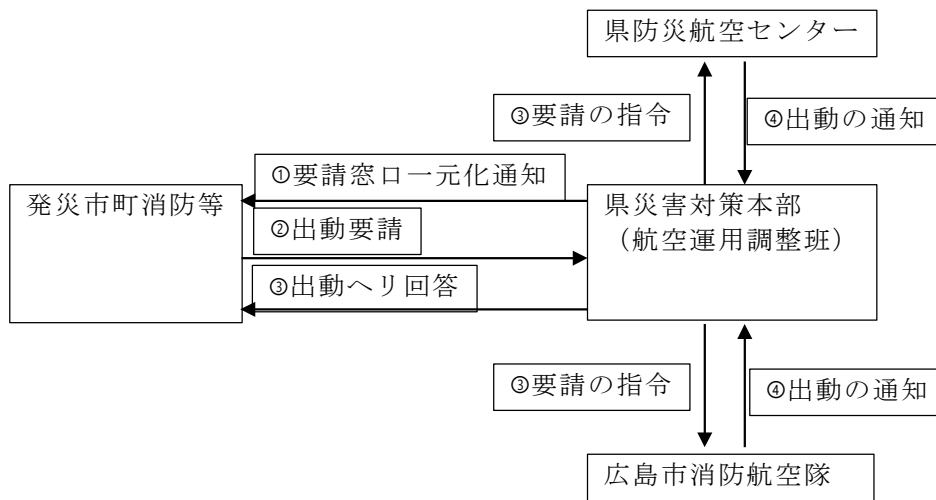 県防災航空センター
③要請の指令
④出動の通知
①要請窓口一元化通知
発災市町消防等
県災害対策本部
（航空運用調整班）
②出動要請
③出動ヘリ回答
③要請の指令
④出動の通知
広島市消防航空隊